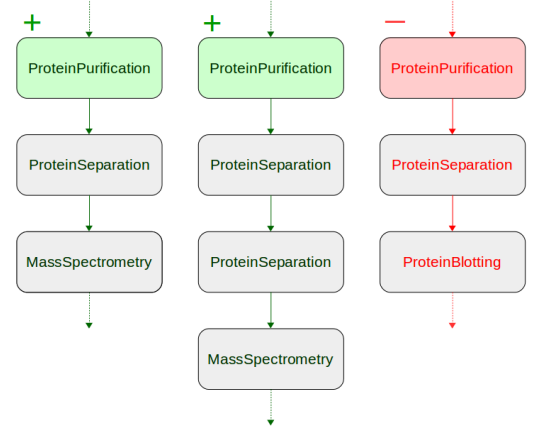 + + −
ProteinPurification ProteinPurification ProteinPurification
ProteinSeparation ProteinSeparation ProteinSeparation
MassSpectrometry ProteinSeparation ProteinBlotting
MassSpectrometry